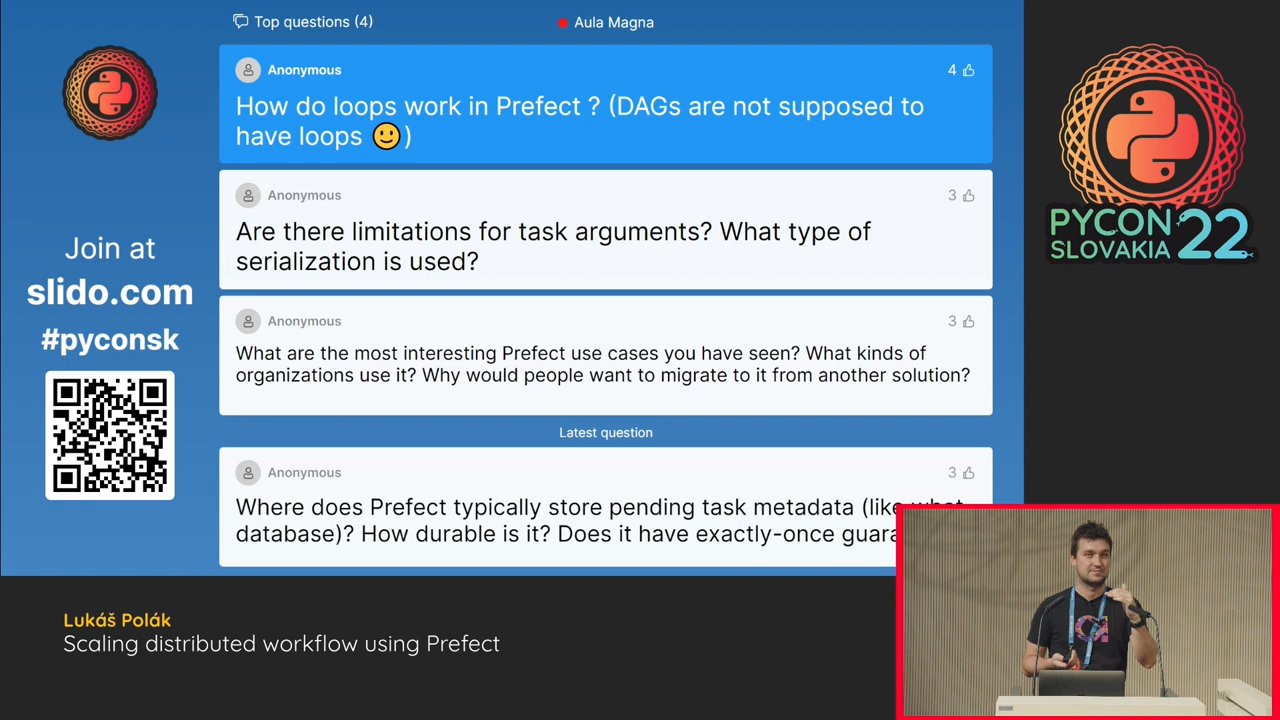 Top questions (4)
Aula Magna
Anonymous
4
How do loops work in Prefect ? (DAGs are not supposed to
have loops 🙂)
Anonymous
3
Are there limitations for task arguments? What type of
serialization is used?
Anonymous
3
What are the most interesting Prefect use cases you have seen? What kinds of
organizations use it? Why would people want to migrate to it from another solution?
Latest question
Anonymous
3
Where does Prefect typically store pending task metadata (like what
database)? How durable is it? Does it have exactly-once
Join at
slido.com
#pyconsk
PYCON
SLOVAKIA
22
Lukáš Polák
Scaling distributed workflow using Prefect